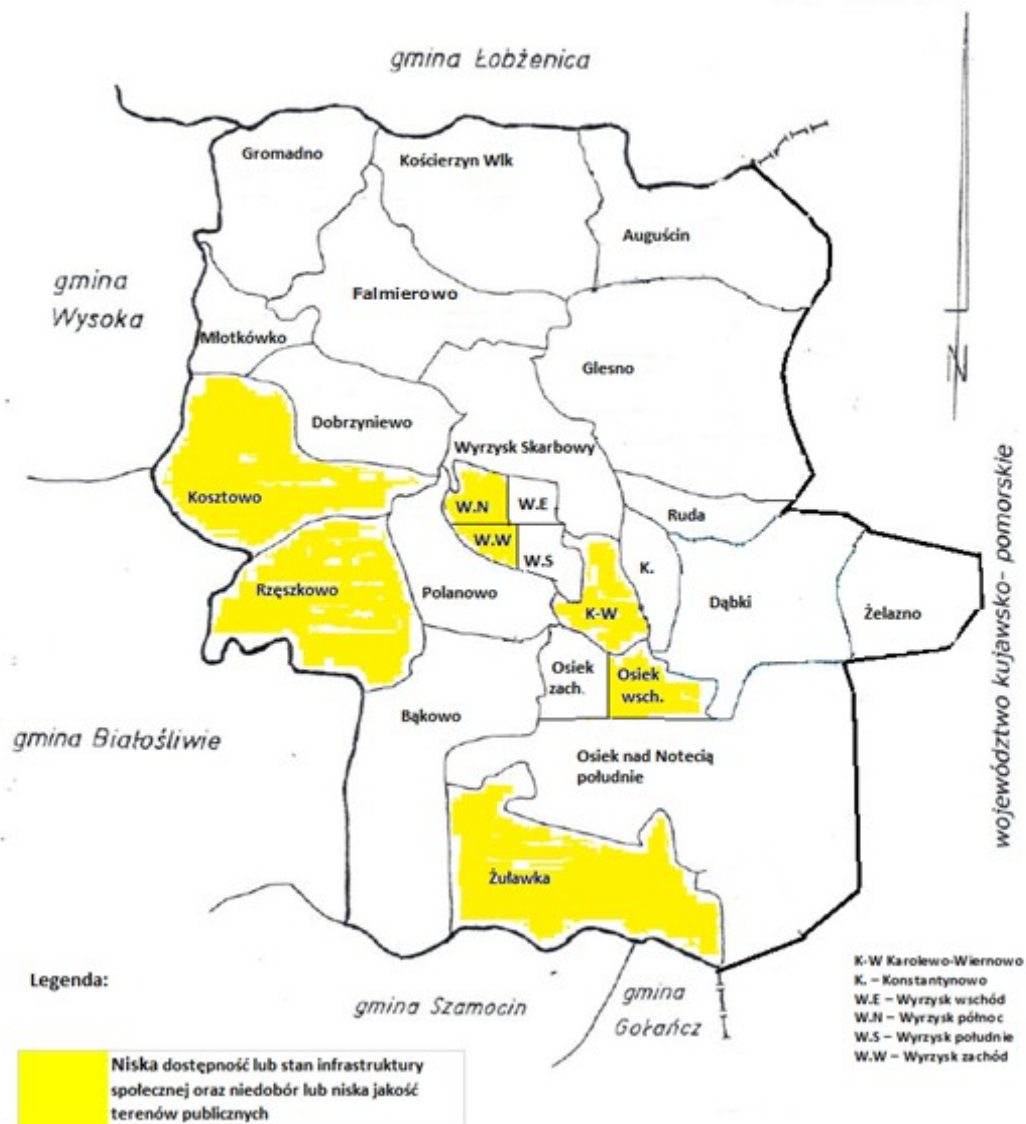 gmina Łobżenica
Gromadno
Kościerzyn Wlk
Auguścin
gmina
Wysoka
Falmierowo
Młotkówko
Glesno
Dobrzyniewo
Wyrzysk Skarbowy
Kosztowo
W.N
W.E
Ruda
W.W
W.S
K.
Rzęszkowo
Polanowo
K-W
Dąbki
Żelazno
województwo kujawsko- pomorskie
Osiek
zach.
Osiek
wsch.
Bąkowo
gmina Białośliwie
Osiek nad Notecią
południe
Żuławka
Legenda:
gmina Szamocin
gmina
Gołańcz
K-W Karolewo-Wiernowo
K. – Konstantynowo
W.E – Wyrzysk wschód
W.N – Wyrzysk północ
W.S – Wyrzysk południe
W.W – Wyrzysk zachód
Niska dostępność lub stan infrastruktury
społecznej oraz niedobór lub niska jakość
terenów publicznych
N